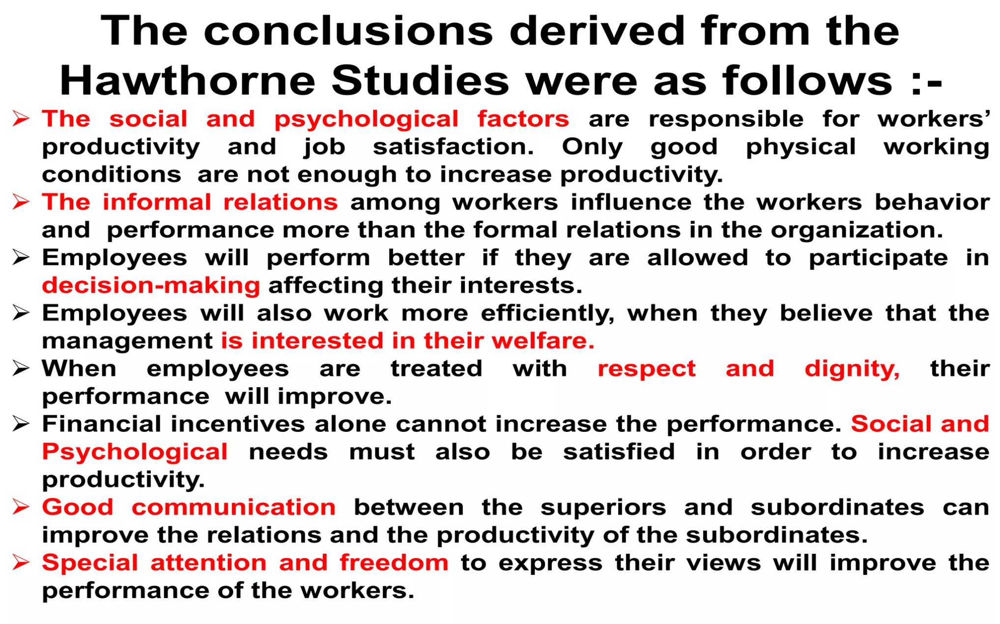 The conclusions derived from the
Hawthorne Studies were as follows :-
➢ The social and psychological factors are responsible for workers’
productivity and job satisfaction. Only good physical working
conditions are not enough to increase productivity.
➢ The informal relations among workers influence the workers behavior
and performance more than the formal relations in the organization.
➢ Employees will perform better if they are allowed to participate in
decision-making affecting their interests.
➢ Employees will also work more efficiently, when they believe that the
management is interested in their welfare.
➢ When employees are treated with respect and dignity, their
performance will improve.
➢ Financial incentives alone cannot increase the performance. Social and
Psychological needs must also be satisfied in order to increase
productivity.
➢ Good communication between the superiors and subordinates can
improve the relations and the productivity of the subordinates.
➢ Special attention and freedom to express their views will improve the
performance of the workers.